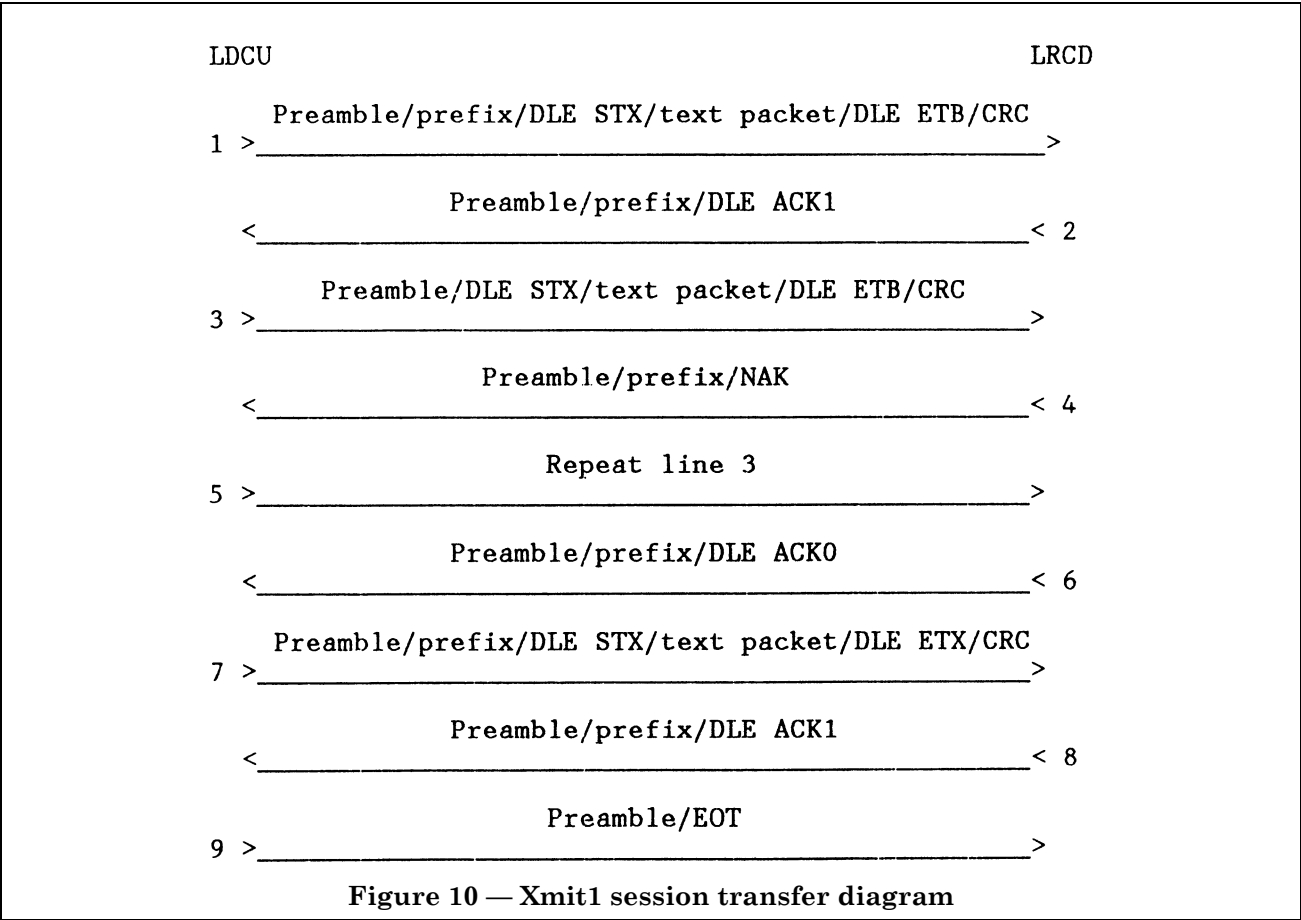 LDCU LRCD
Preamble/prefix/DLE STX/text packet/DLE ETB/CRC
1 > >
Preamble/prefix/DLE ACK1
< < 2
Preamble/DLE STX/text packet/DLE ETB/CRC
3 > >
Preamble/prefix/NAK
< < 4
Repeat line 3
5 > >
Preamble/prefix/DLE ACK0
< < 6
Preamble/prefix/DLE STX/text packet/DLE ETX/CRC
7 > >
Preamble/prefix/DLE ACK1
< < 8
Preamble/EOT
9 > >
Figure 10 — Xmit1 session transfer diagram